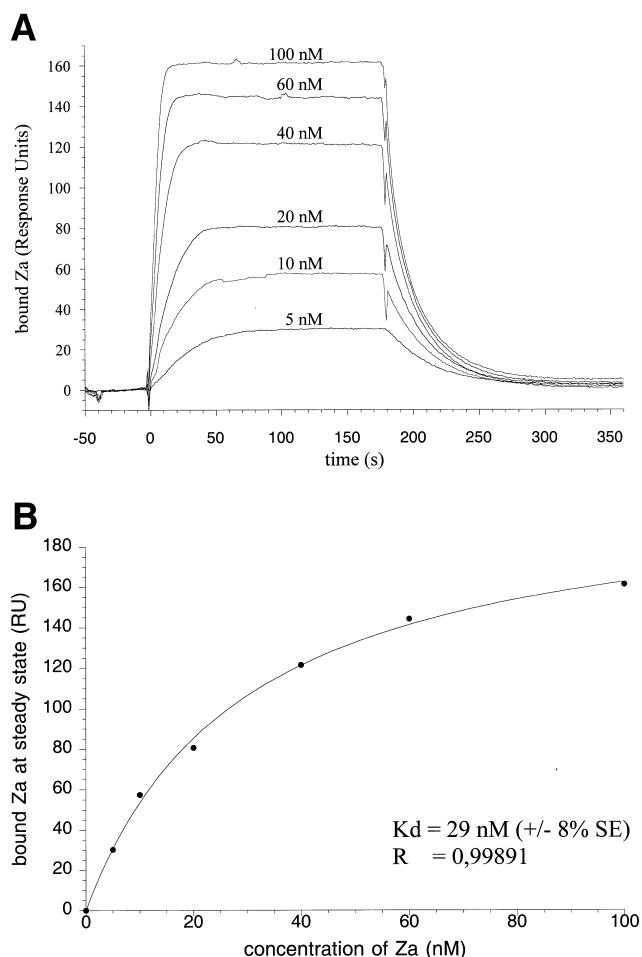 A
bound Za (Response Units)
160
140
120
100
80
60
40
20
0
100 nM
60 nM
40 nM
20 nM
10 nM
5 nM
-50 0 50 100 150 200 250 300 350
time (s)
B
bound Za at steady state (RU)
180
160
140
120
100
80
60
40
20
0
Kd = 29 nM (+/- 8% SE)
R = 0,99891
0 20 40 60 80 100
concentration of Za (nM)